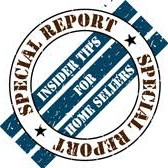 SPECIAL REPORT
INSIDER TIPS
FOR
HOME SELLERS
SPECIAL REPORT